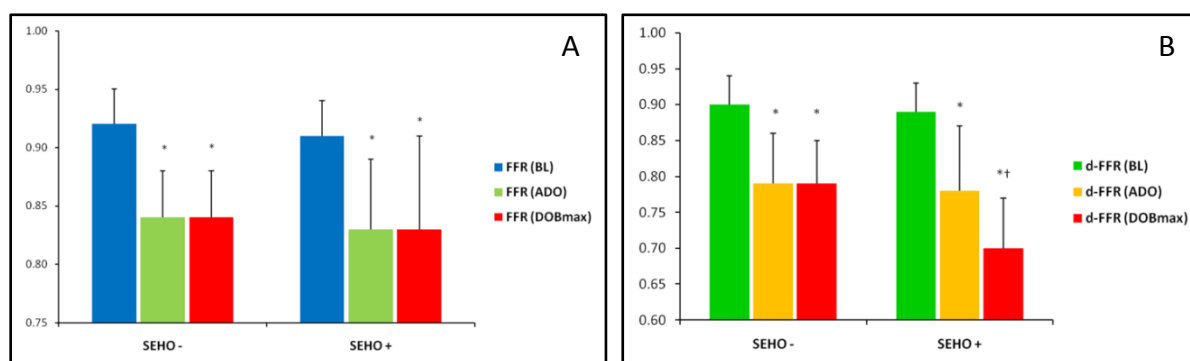 A
1.00
0.95
0.90
0.85
0.80
0.75
* * * *
SEHO - SEHO +
FFR (BL)
FFR (ADO)
FFR (DOBmax)
B
1.00
0.95
0.90
0.85
0.80
0.75
0.70
0.65
0.60
* * * *†
SEHO - SEHO +
d-FFR (BL)
d-FFR (ADO)
d-FFR (DOBmax)